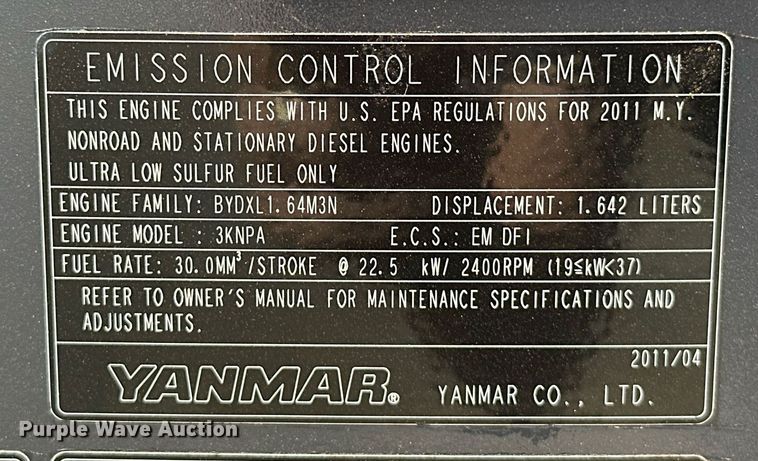 EMISSION CONTROL INFORMATION
THIS ENGINE COMPLIES WITH U.S. EPA REGULATIONS FOR 2011 M.Y.
NONROAD AND STATIONARY DIESEL ENGINES.
ULTRA LOW SULFUR FUEL ONLY
ENGINE FAMILY: BYDXL1.64M3N DISPLACEMENT: 1.642 LITERS
ENGINE MODEL : 3KNPA E.C.S.: EM DFI
FUEL RATE: 30.0MM³/STROKE @ 22.5 kW/ 2400RPM (19≦kW<37)
REFER TO OWNER'S MANUAL FOR MAINTENANCE SPECIFICATIONS AND
ADJUSTMENTS.
2011/04
YANMAR® YANMAR CO., LTD.
Purple Wave Auction